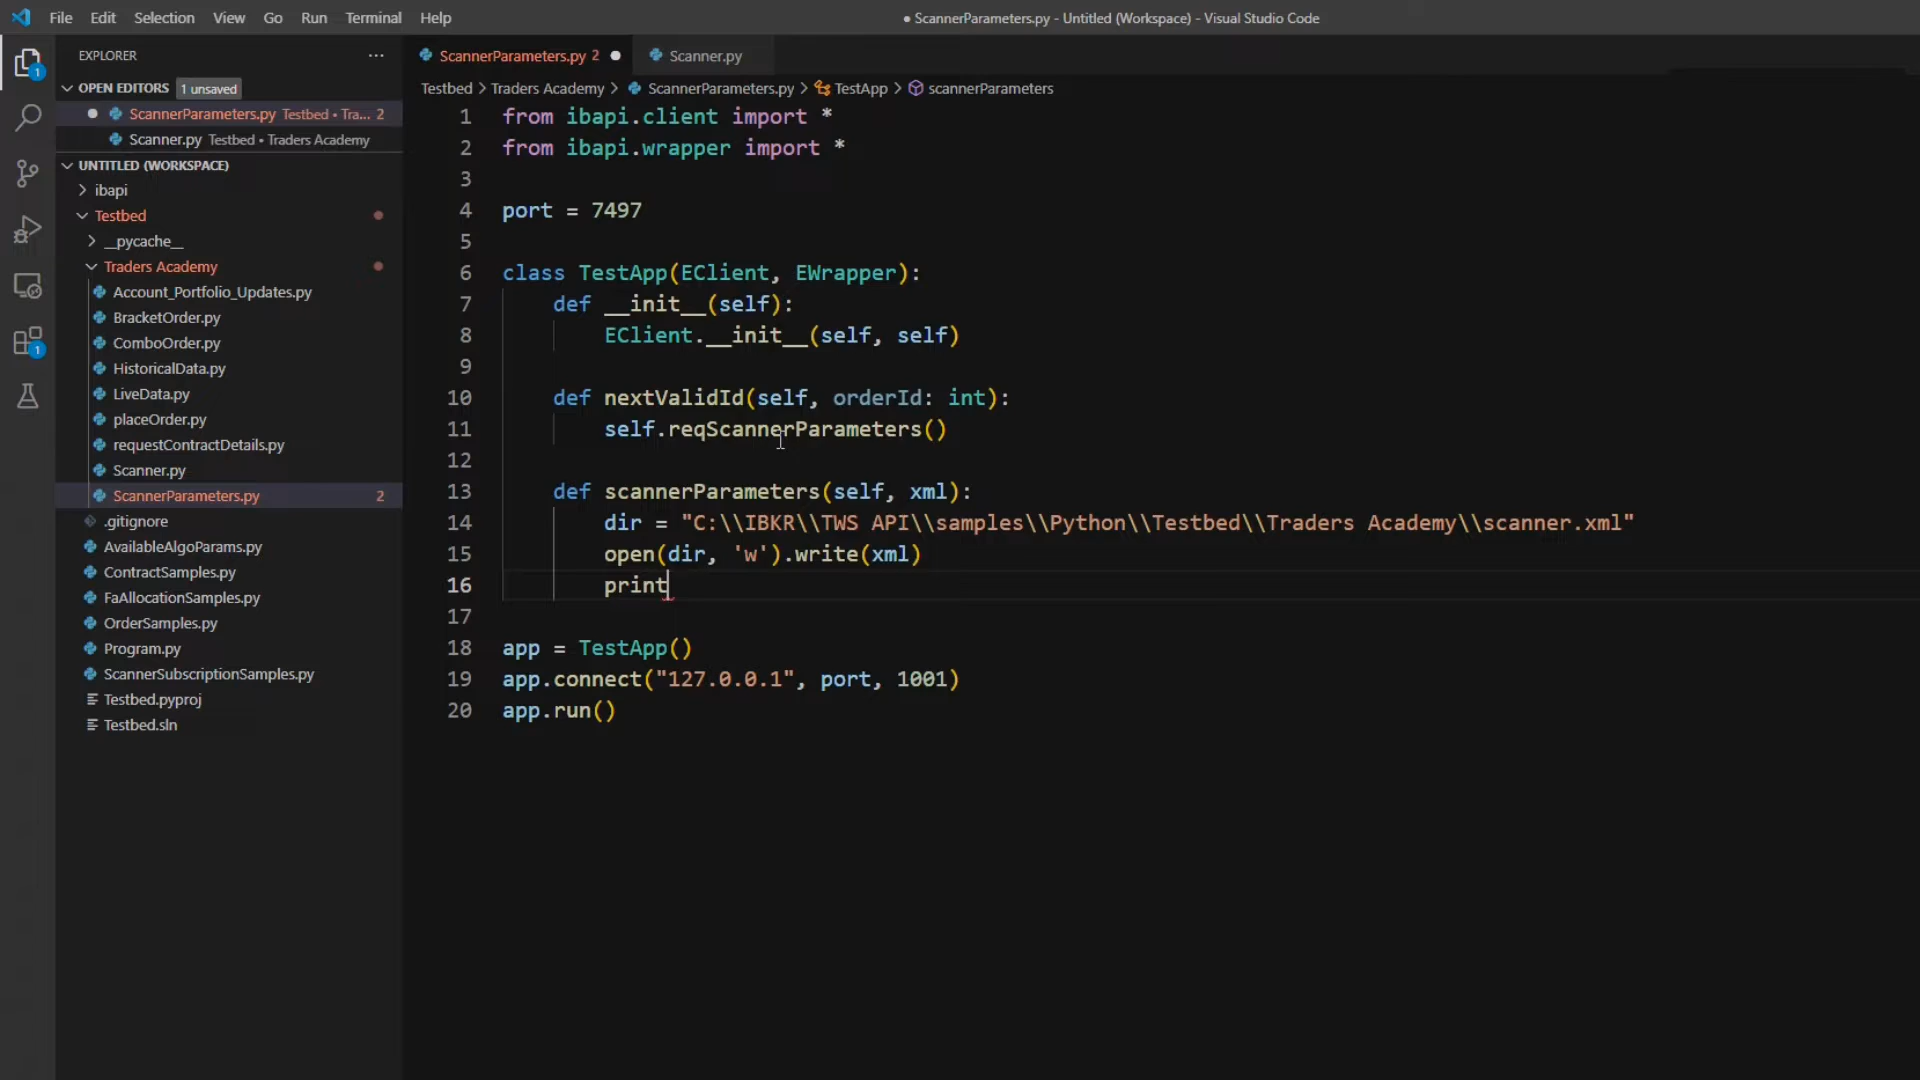 File Edit Selection View Go Run Terminal Help
● ScannerParameters.py - Untitled (Workspace) - Visual Studio Code
EXPLORER
OPEN EDITORS 1 unsaved
ScannerParameters.py Testbed • Tra... 2
Scanner.py Testbed • Traders Academy
UNTITLED (WORKSPACE)
ibapi
Testbed
__pycache__
Traders Academy
Account_Portfolio_Updates.py
BracketOrder.py
ComboOrder.py
HistoricalData.py
LiveData.py
placeOrder.py
requestContractDetails.py
Scanner.py
ScannerParameters.py 2
.gitignore
AvailableAlgoParams.py
ContractSamples.py
FaAllocationSamples.py
OrderSamples.py
Program.py
ScannerSubscriptionSamples.py
Testbed.pyproj
Testbed.sln
1
1
ScannerParameters.py 2 ● Scanner.py
Testbed > Traders Academy > ScannerParameters.py > TestApp > scannerParameters
1 from ibapi.client import *
2 from ibapi.wrapper import *
3
4 port = 7497
5
6 class TestApp(EClient, EWrapper):
7 def __init__(self):
8 EClient.__init__(self, self)
9
10 def nextValidId(self, orderId: int):
11 self.reqScannerParameters()
12
13 def scannerParameters(self, xml):
14 dir = "C:\\IBKR\\TWS API\\samples\\Python\\Testbed\\Traders Academy\\scanner.xml"
15 open(dir, 'w').write(xml)
16 print
17
18 app = TestApp()
19 app.connect("127.0.0.1", port, 1001)
20 app.run()